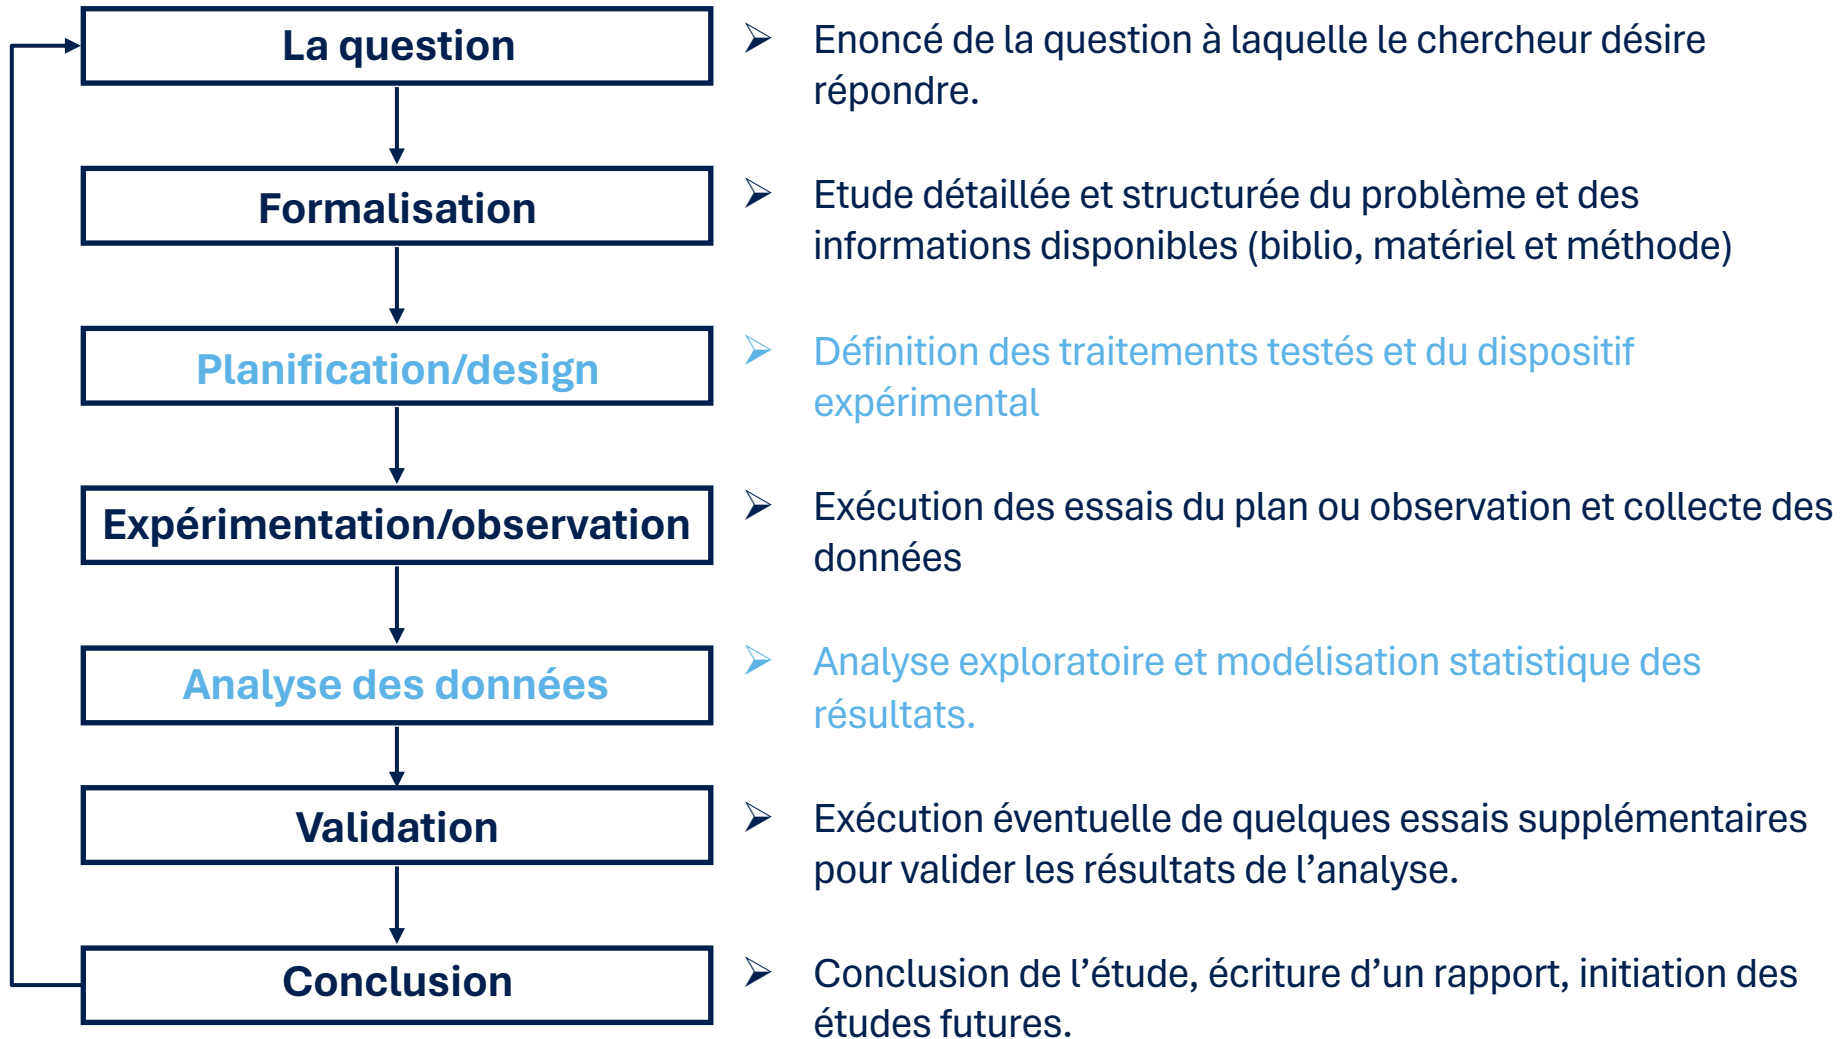 La question
Enoncé de la question à laquelle le chercheur désire
répondre.
Formalisation
Etude détaillée et structurée du problème et des
informations disponibles (biblio, matériel et méthode)
Planification/design
Définition des traitements testés et du dispositif
expérimental
Expérimentation/observation
Exécution des essais du plan ou observation et collecte des
données
Analyse des données
Analyse exploratoire et modélisation statistique des
résultats.
Validation
Exécution éventuelle de quelques essais supplémentaires
pour valider les résultats de l’analyse.
Conclusion
Conclusion de l’étude, écriture d’un rapport, initiation des
études futures.